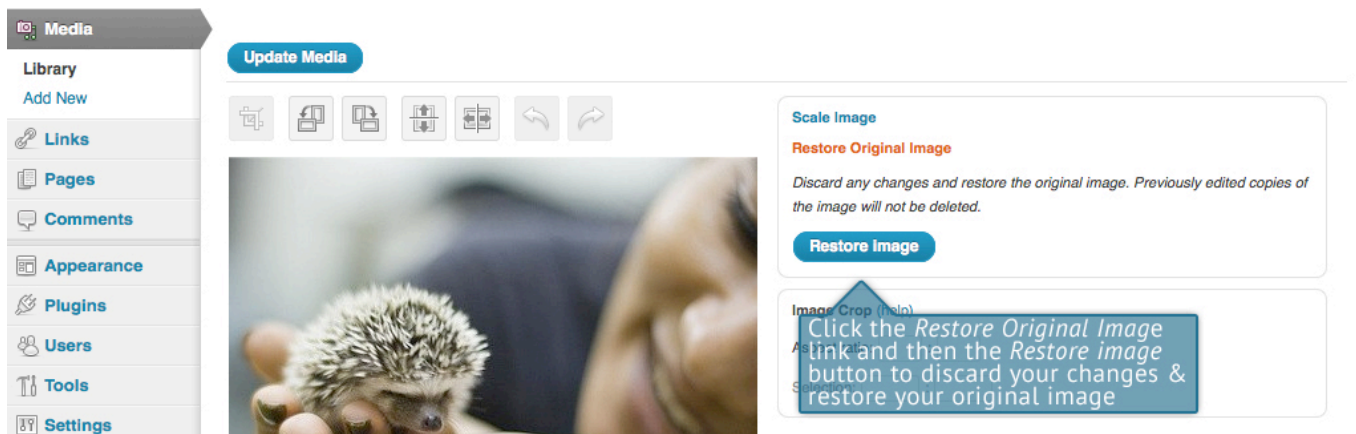 Media
Library
Add New
Links
Pages
Comments
Appearance
Plugins
Users
Tools
Settings
Update Media
Scale Image
Restore Original Image
Discard any changes and restore the original image. Previously edited copies of
the image will not be deleted.
Restore Image
Image Crop (help)
Aspect ratio:
Selection:
Click the Restore Original Image
link and then the Restore image
button to discard your changes &
restore your original image